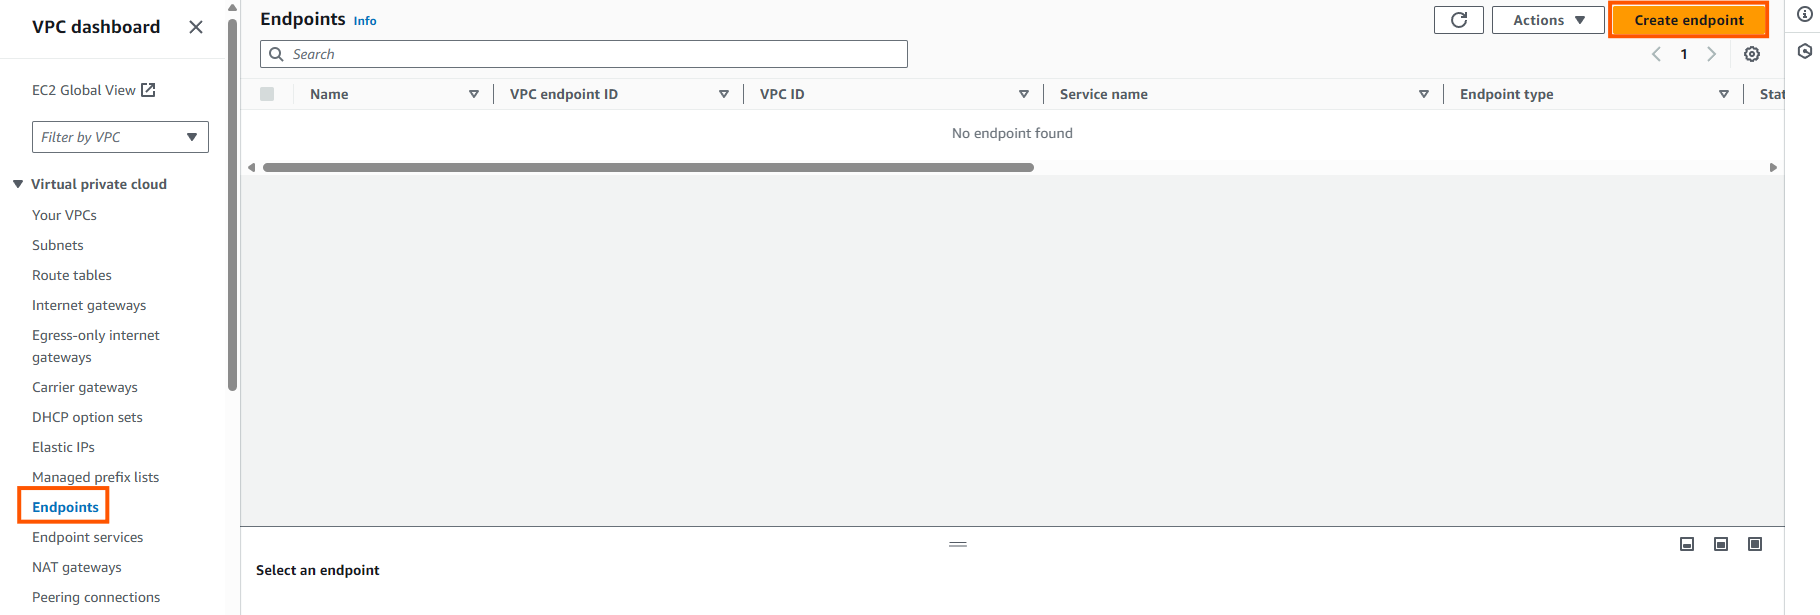 VPC dashboard
EC2 Global View
Filter by VPC
Virtual private cloud
Your VPCs
Subnets
Route tables
Internet gateways
Egress-only internet
gateways
Carrier gateways
DHCP option sets
Elastic IPs
Managed prefix lists
Endpoints
Endpoint services
NAT gateways
Peering connections
Endpoints Info
Actions
Create endpoint
Search
1
Name
VPC endpoint ID
VPC ID
Service name
Endpoint type
Stat
No endpoint found
Select an endpoint